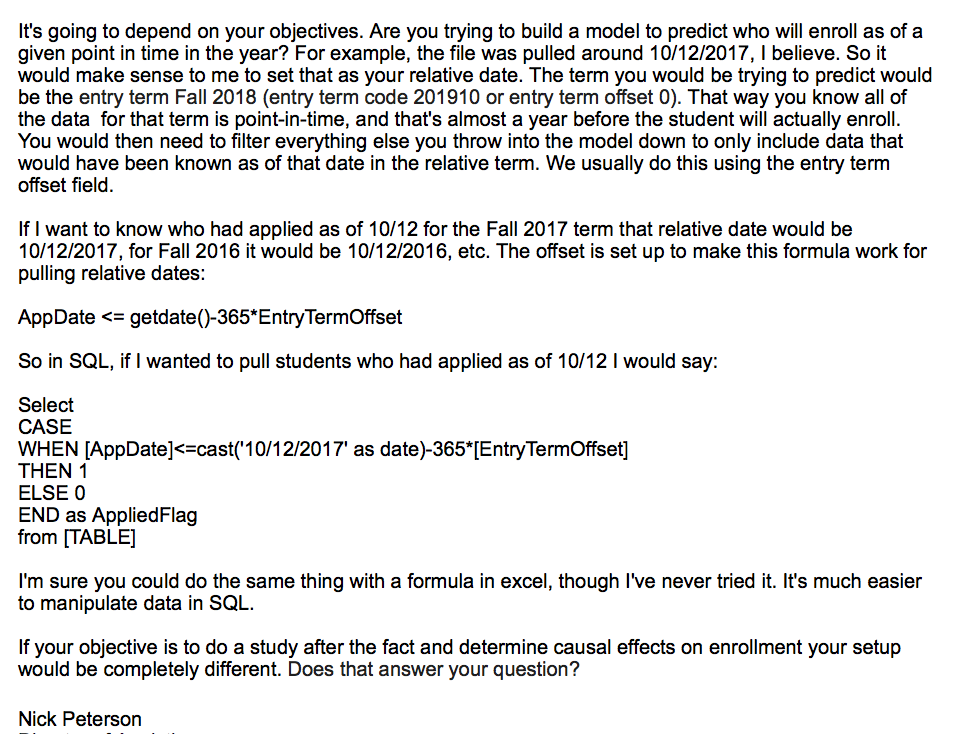 It's going to depend on your objectives. Are you trying to build a model to predict who will enroll as of a
given point in time in the year? For example, the file was pulled around 10/12/2017, I believe. So it
would make sense to me to set that as your relative date. The term you would be trying to predict would
be the entry term Fall 2018 (entry term code 201910 or entry term offset 0). That way you know all of
the data  for that term is point-in-time, and that's almost a year before the student will actually enroll.
You would then need to filter everything else you throw into the model down to only include data that
would have been known as of that date in the relative term. We usually do this using the entry term
offset field.
If I want to know who had applied as of 10/12 for the Fall 2017 term that relative date would be
10/12/2017, for Fall 2016 it would be 10/12/2016, etc. The offset is set up to make this formula work for
pulling relative dates:
AppDate <= getdate()-365*EntryTermOffset
So in SQL, if I wanted to pull students who had applied as of 10/12 I would say:
Select
CASE
WHEN [AppDate]<=cast('10/12/2017' as date)-365*[EntryTermOffset]
THEN 1
ELSE 0
END as AppliedFlag
from [TABLE]
I'm sure you could do the same thing with a formula in excel, though I've never tried it. It's much easier
to manipulate data in SQL.
If your objective is to do a study after the fact and determine causal effects on enrollment your setup
would be completely different. Does that answer your question?
Nick Peterson